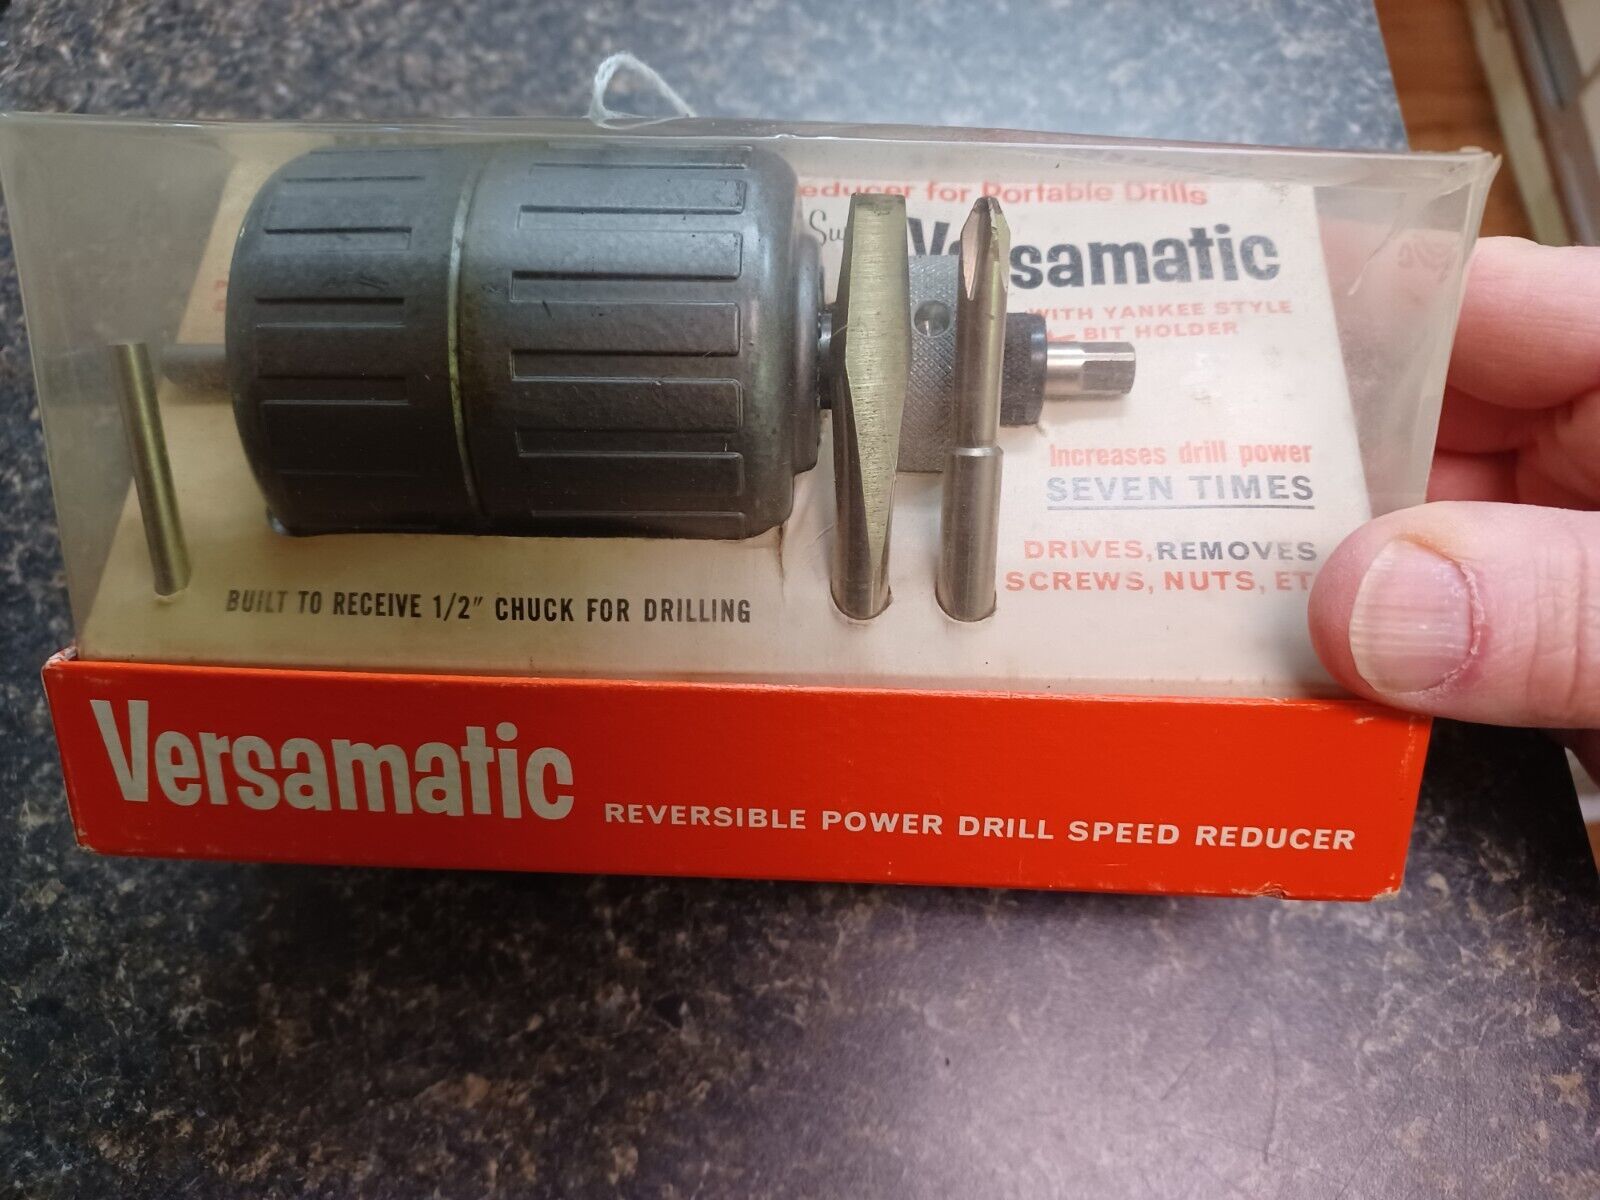 educer for Portable Drills
Su
Versamatic
WITH YANKEE STYLE
BIT HOLDER
Increases drill power
SEVEN TIMES
DRIVES, REMOVES
SCREWS, NUTS, ET
BUILT TO RECEIVE 1/2" CHUCK FOR DRILLING
Versamatic REVERSIBLE POWER DRILL SPEED REDUCER